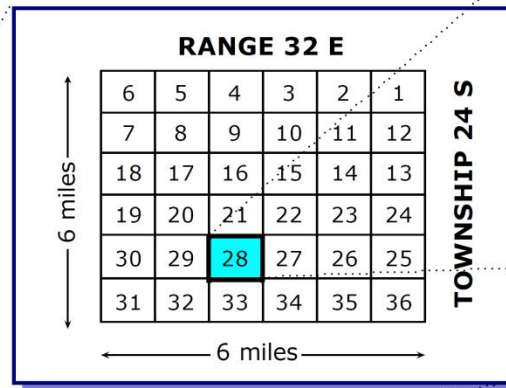 RANGE 32 E
6 5 4 3 2 1
7 8 9 10 11 12
18 17 16 15 14 13
19 20 21 22 23 24
30 29 28 27 26 25
31 32 33 34 35 36
6 miles
6 miles
TOWNSHIP 24 S